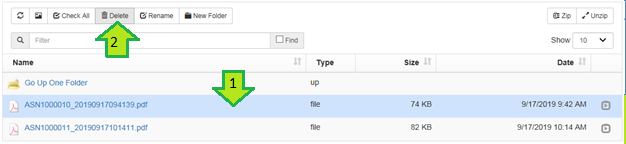 Check All Delete Rename New Folder Zip Unzip
2
Filter Find Show 10
Name Type Size Date
Go Up One Folder up
1
ASN1000010_20190917094139.pdf file 74 KB 9/17/2019 9:42 AM
ASN1000011_20190917101411.pdf file 82 KB 9/17/2019 10:14 AM